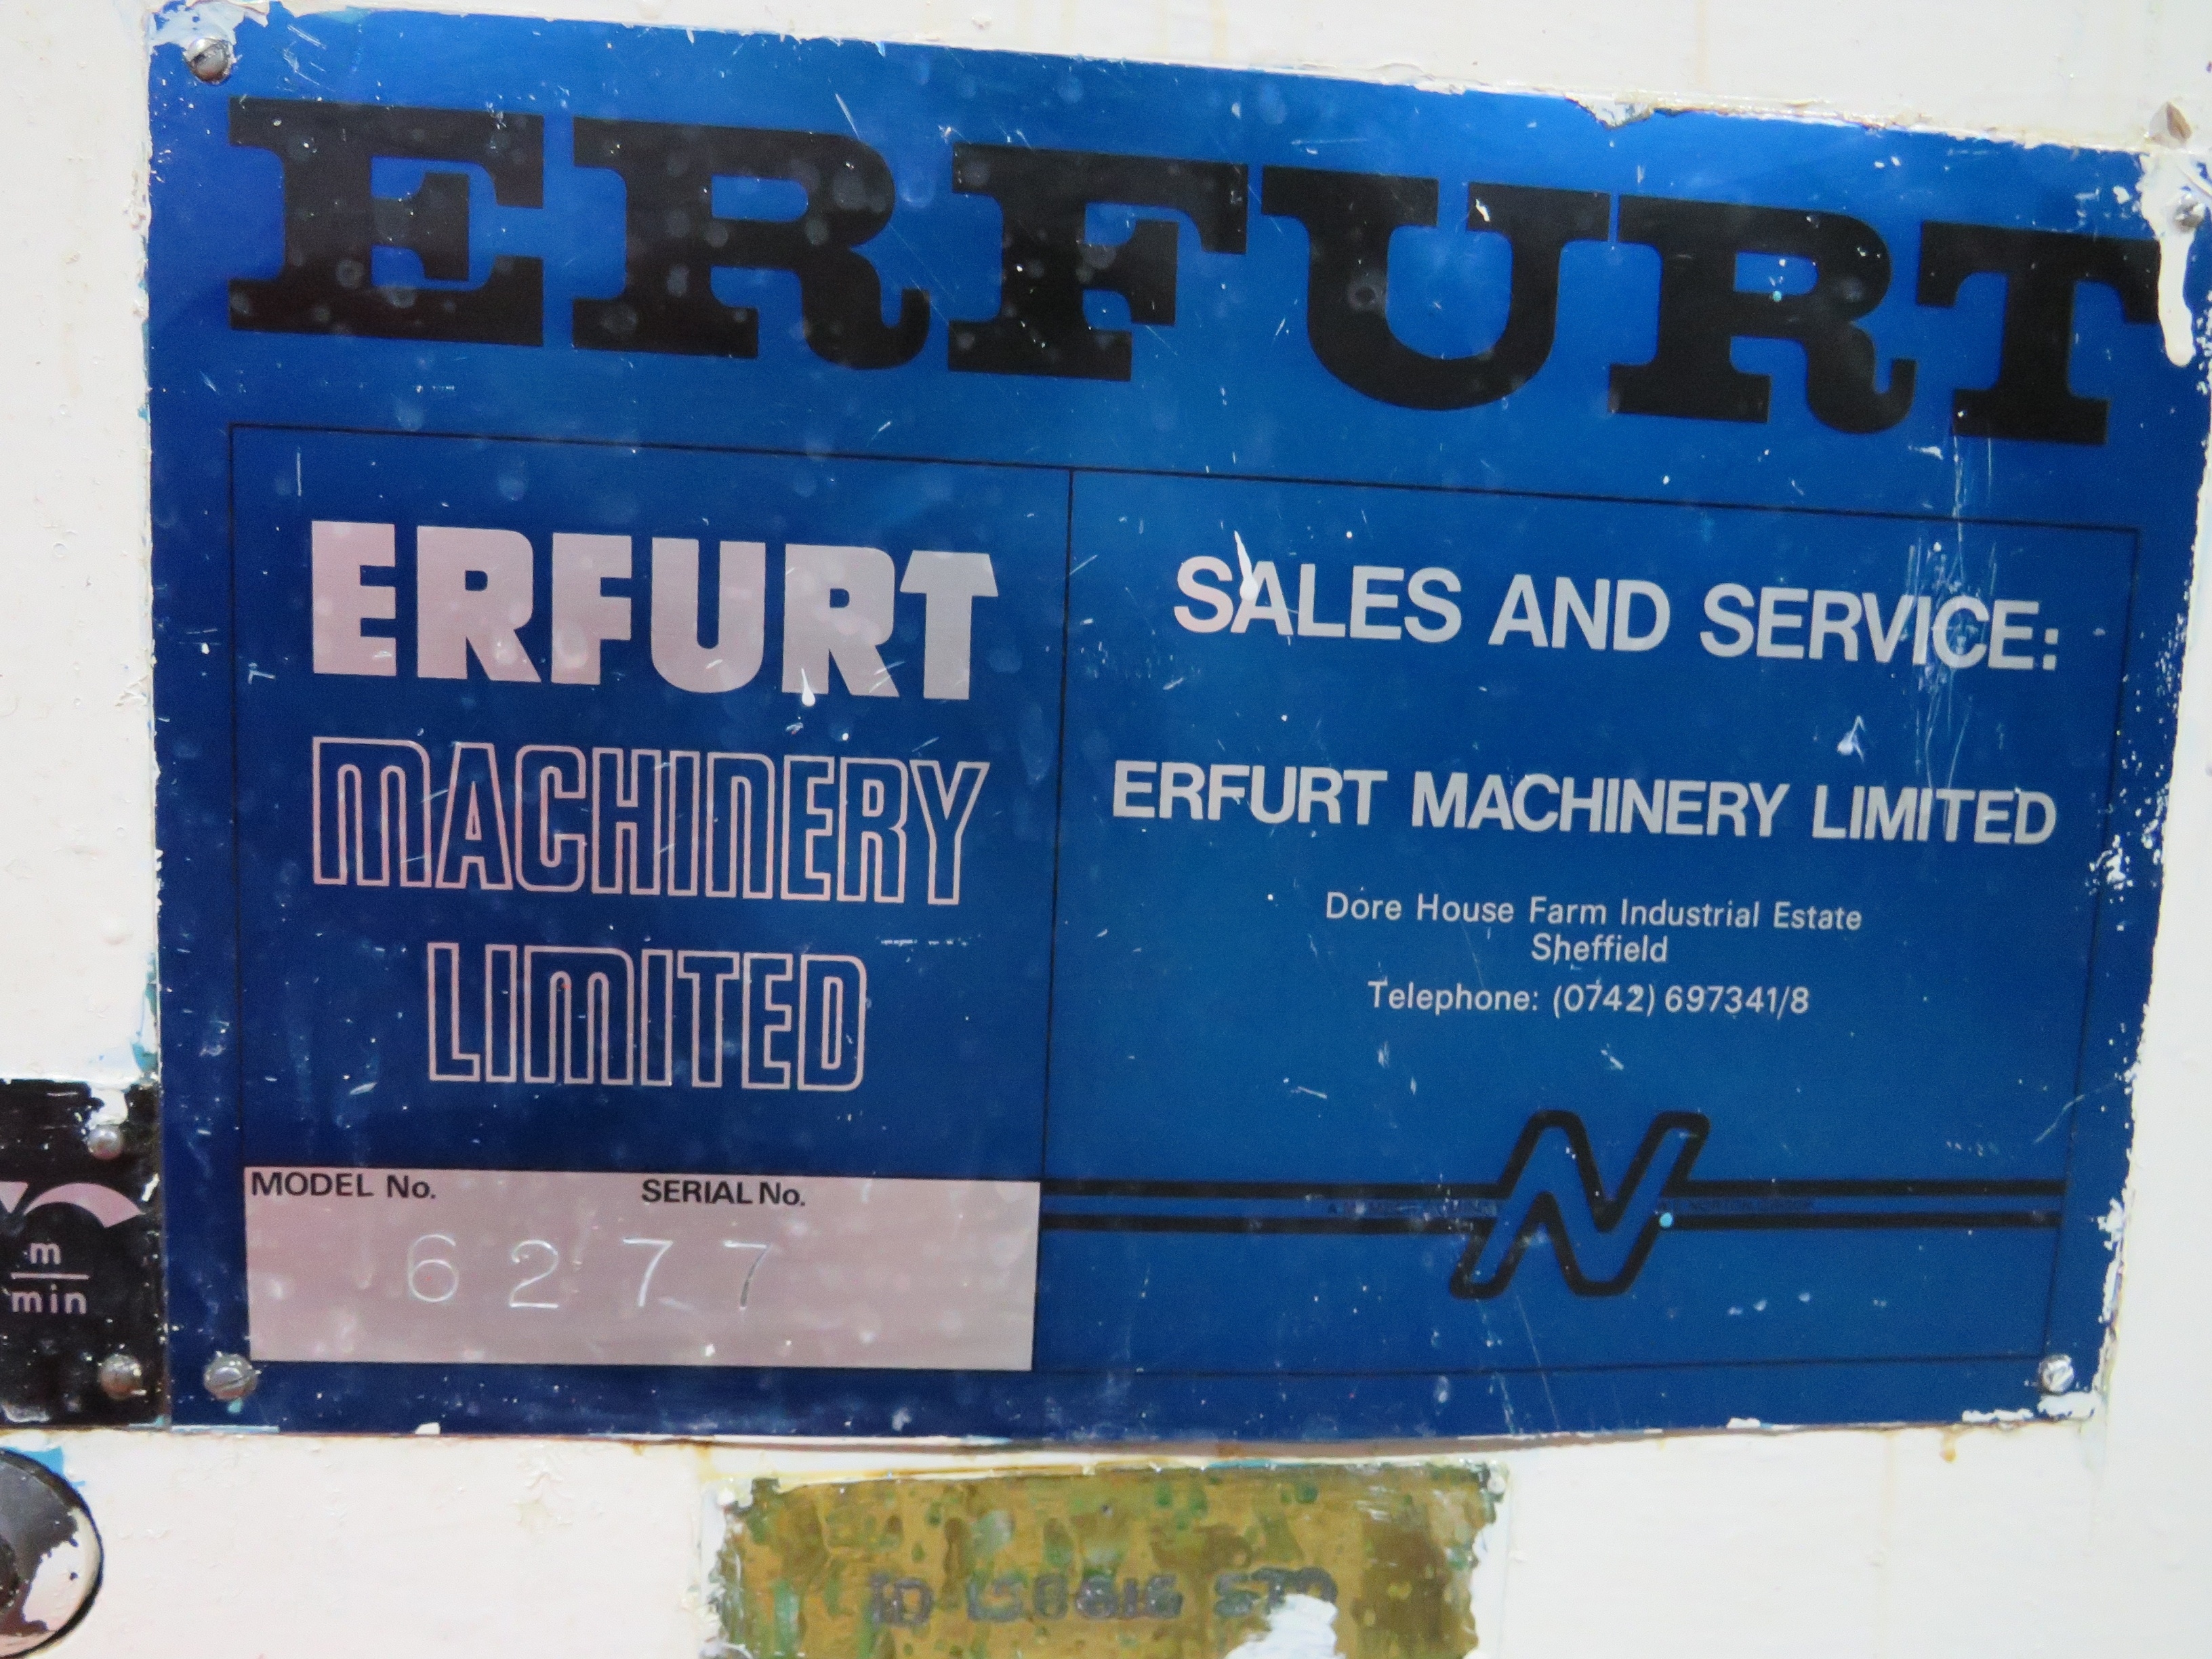 ERFURT
ERFURT
MACHINERY
LIMITED
MODEL No. SERIAL No.
6277
SALES AND SERVICE:
ERFURT MACHINERY LIMITED
Dore House Farm Industrial Estate
Sheffield
Telephone: (0742) 697341/8
N
m
min
ID